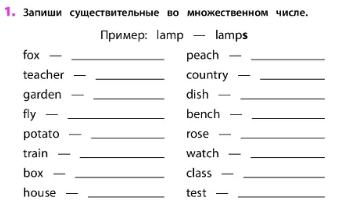 1. Запиши существительные во множественном числе.
Пример: lamp — lamps
fox — ____________ peach — ____________
teacher — ____________ country — ____________
garden — ____________ dish — ____________
fly — ____________ bench — ____________
potato — ____________ rose — ____________
train — ____________ watch — ____________
box — ____________ class — ____________
house — ____________ test — ____________